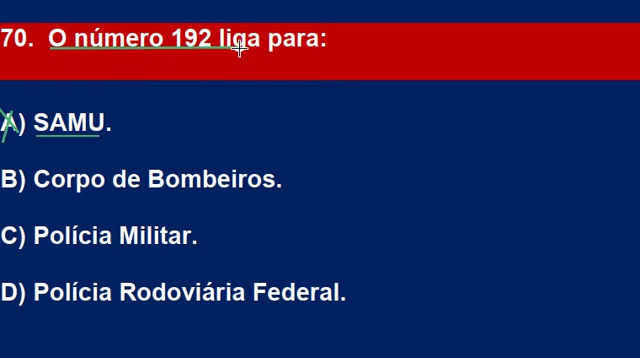 70. O número 192 liga para:
A) SAMU.
B) Corpo de Bombeiros.
C) Polícia Militar.
D) Polícia Rodoviária Federal.